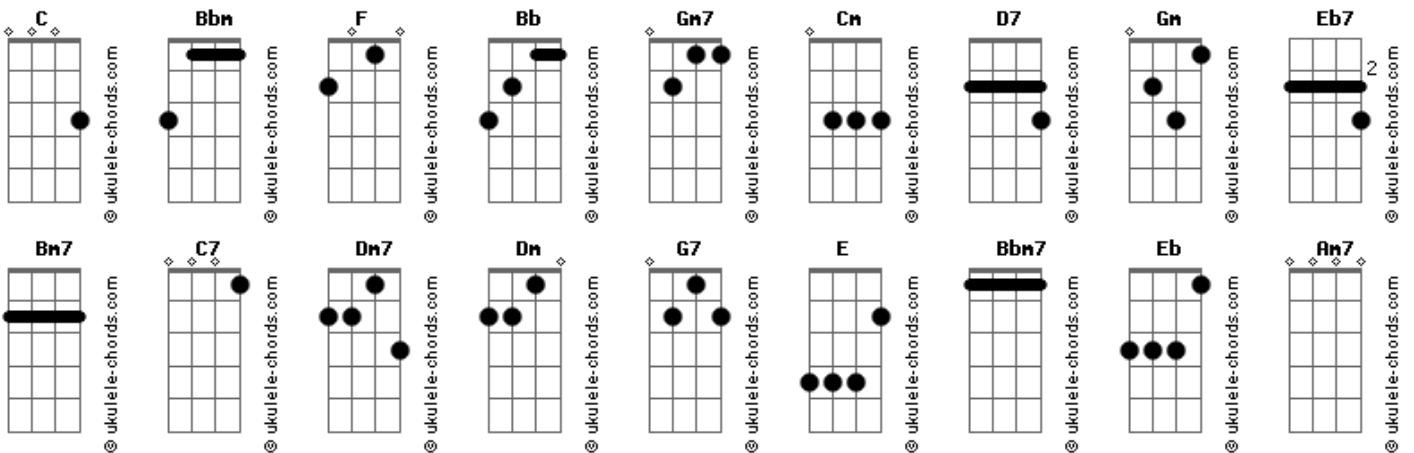 C Bbm F Bb Gm7 Cm D7 Gm Eb7
© ukulele-chords.com © ukulele-chords.com © ukulele-chords.com © ukulele-chords.com © ukulele-chords.com © ukulele-chords.com © ukulele-chords.com © ukulele-chords.com 2 © ukulele-chords.com
Bm7 C7 Dm7 Dm G7 E Bbm7 Eb Am7
© ukulele-chords.com © ukulele-chords.com © ukulele-chords.com © ukulele-chords.com © ukulele-chords.com © ukulele-chords.com © ukulele-chords.com © ukulele-chords.com © ukulele-chords.com